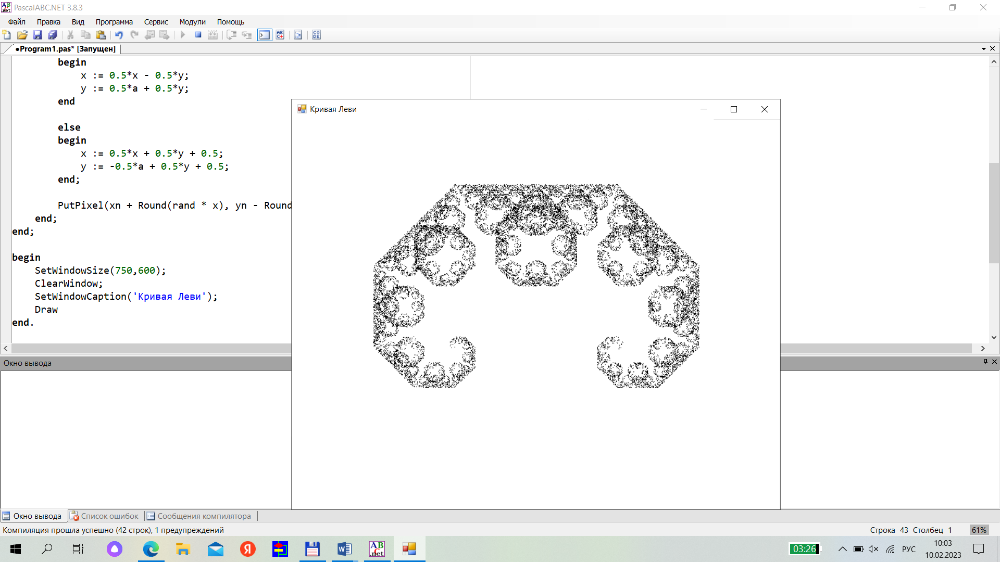 PascalABC.NET 3.8.3
Файл Правка Вид Программа Сервис Модули Помощь
●Program1.pas* [Запущен]
begin
x := 0.5*x - 0.5*y;
y := 0.5*a + 0.5*y;
end
else
begin
x := 0.5*x + 0.5*y + 0.5;
y := -0.5*a + 0.5*y + 0.5;
end;
PutPixel(xn + Round(rand * x), yn - Round
end;
end;
begin
SetWindowSize(750,600);
ClearWindow;
SetWindowCaption('Кривая Леви');
Draw
end.
Кривая Леви
Окно вывода
Окно вывода Список ошибок Сообщения компилятора
Компиляция прошла успешно (42 строк), 1 предупреждений
Строка 43 Столбец 1 61%
03:26
РУС
10:03
10.02.2023